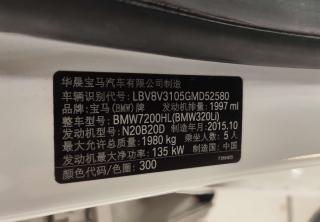 华晨宝马汽车有限公司制造
车辆识别代号: LBV8V3105GMD52580
品牌: 宝马(BMW)牌 发动机排量: 1997 ml
整车型号: BMW7200HL(BMW320Li)
发动机型号: N20B20D 制造年月: 2015.10
最大允许总质量: 1980 kg 乘坐人数: 5 人
发动机最大净功率: 135 kW 制造国: 中国
颜色代码/色圈: 300